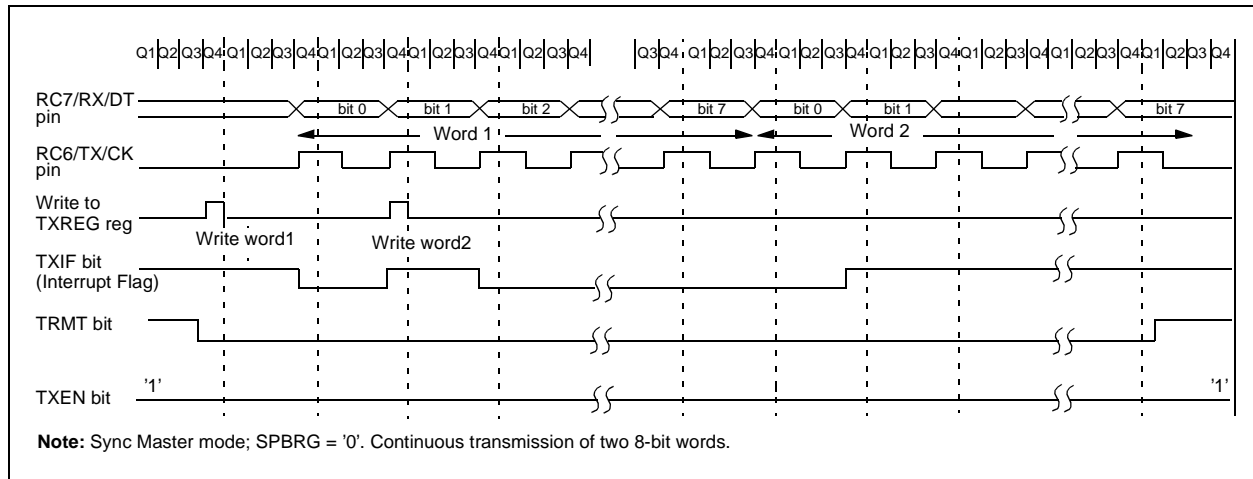 Q1 Q2 Q3 Q4 Q1 Q2 Q3 Q4 Q1 Q2 Q3 Q4 Q1 Q2 Q3 Q4 Q1 Q2 Q3 Q4 Q3 Q4 Q1 Q2 Q3 Q4 Q1 Q2 Q3 Q4 Q1 Q2 Q3 Q4 Q1 Q2 Q3 Q4 Q1 Q2 Q3 Q4 Q1 Q2 Q3 Q4
RC7/RX/DT
pin
bit 0 bit 1 bit 2 bit 7 bit 0 bit 1 bit 7
Word 1 Word 2
RC6/TX/CK
pin
Write to
TXREG reg
Write word1 Write word2
TXIF bit
(Interrupt Flag)
TRMT bit
'1' '1'
TXEN bit
Note: Sync Master mode; SPBRG = '0'. Continuous transmission of two 8-bit words.